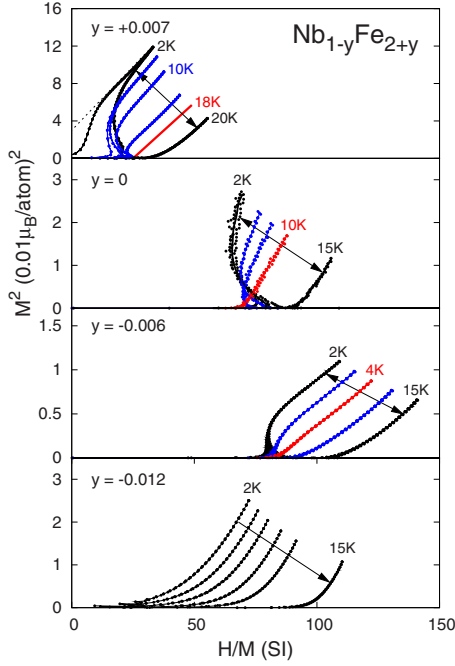 Nb1-yFe2+y
y = +0.007
2K
10K
18K
20K
16
12
8
4
0
y = 0
2K
10K
15K
3
2
1
0
y = -0.006
2K
4K
15K
1.5
1
0.5
0
y = -0.012
2K
15K
3
2
1
0
0
50
100
150
M2 (0.01μB/atom)2
H/M (SI)